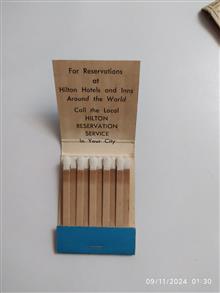 For Reservations
at
Hilton Hotels and Inns
Around the World
Call the Local
HILTON
RESERVATION
SERVICE
In Your City
09/11/2024 01:30